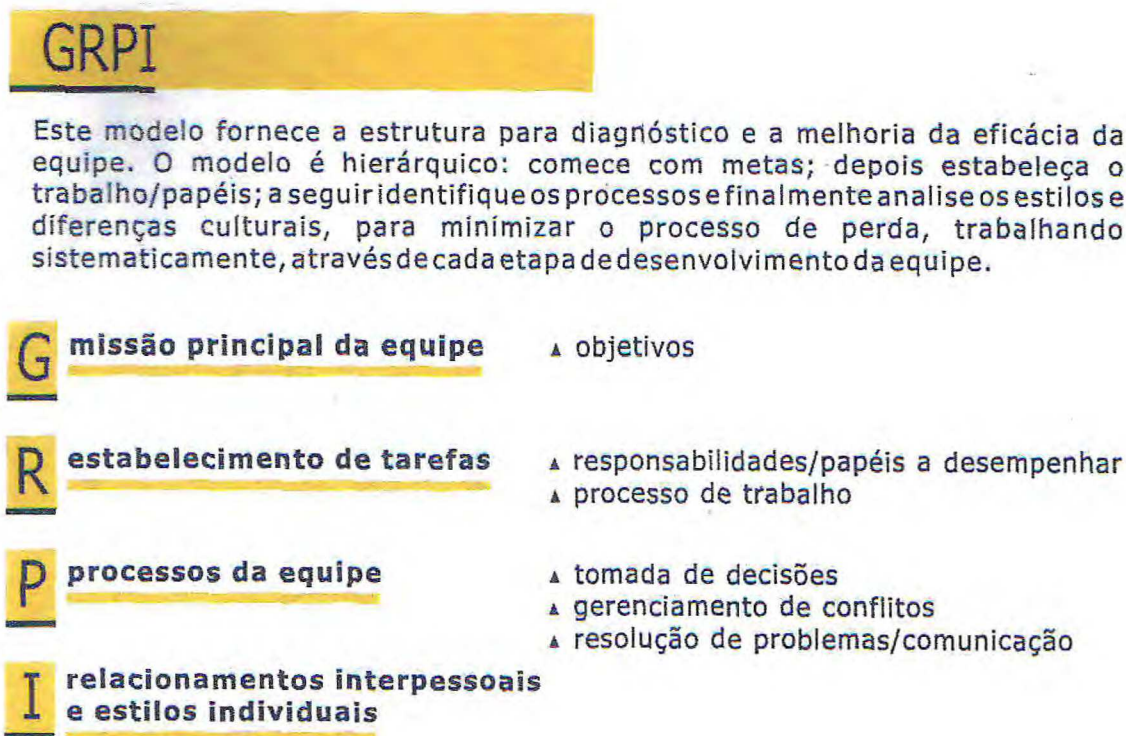 GRPI
Este modelo fornece a estrutura para diagnóstico e a melhoria da eficácia da
equipe. O modelo é hierárquico: comece com metas; depois estabeleça o
trabalho/papéis; a seguir identifique os processos e finalmente analise os estilos e
diferenças culturais, para minimizar o processo de perda, trabalhando
sistematicamente, através de cada etapa de desenvolvimento da equipe.
G missão principal da equipe ▲ objetivos
R estabelecimento de tarefas ▲ responsabilidades/papéis a desempenhar
▲ processo de trabalho
P processos da equipe ▲ tomada de decisões
▲ gerenciamento de conflitos
▲ resolução de problemas/comunicação
I relacionamentos interpessoais
e estilos individuais